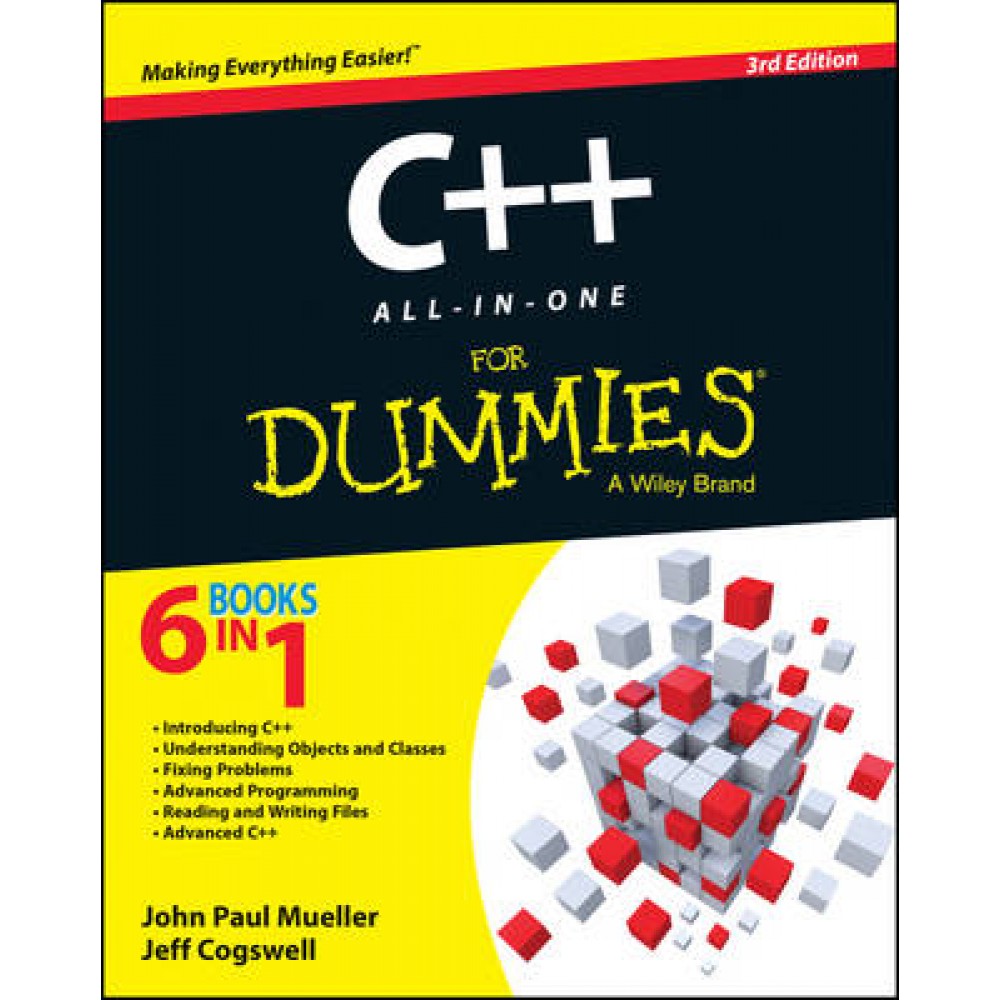 Making Everything Easier!™
3rd Edition
C++
ALL-IN-ONE
FOR
DUMMIES®
A Wiley Brand
6 BOOKS IN 1
• Introducing C++
• Understanding Objects and Classes
• Fixing Problems
• Advanced Programming
• Reading and Writing Files
• Advanced C++
John Paul Mueller
Jeff Cogswell